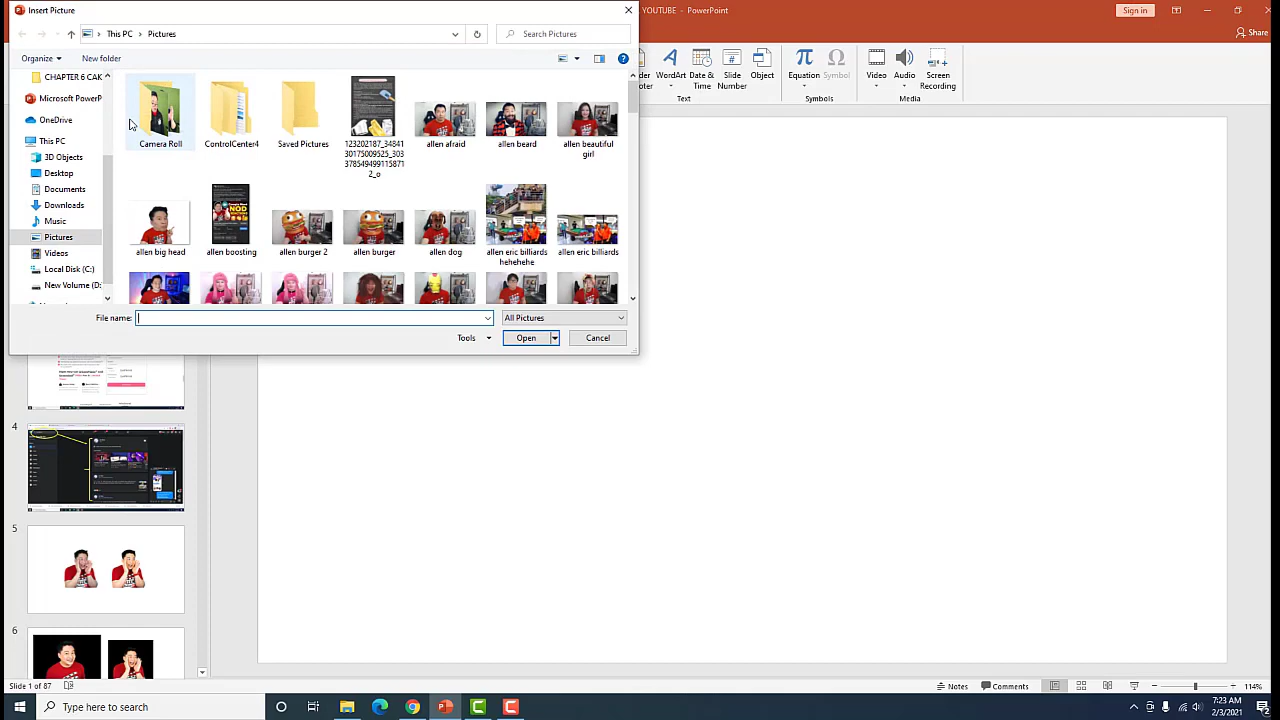 Insert Picture
YOUTUBE - PowerPoint
Sign in
This PC
Pictures
Search Pictures
Share
Organize
New folder
WordArt
Date & Time
Slide Number
Object
Equation
Symbol
Video
Audio
Screen Recording
Text
Symbols
Media
CHAPTER 6 CAK
Microsoft PowerP
OneDrive
This PC
3D Objects
Desktop
Documents
Downloads
Music
Pictures
Videos
Local Disk (C:)
New Volume (D:
Camera Roll
ControlCenter4
Saved Pictures
123202187_34841
30175009525_303
378549499115871
2_o
allen afraid
allen beard
allen beautiful
girl
allen big head
allen boosting
allen burger 2
allen burger
allen dog
allen eric billiards
hehehehe
allen eric billiards
File name:
All Pictures
Tools
Open
Cancel
4
5
6
Slide 1 of 87
Notes
Comments
114%
Type here to search
7:23 AM
2/3/2021